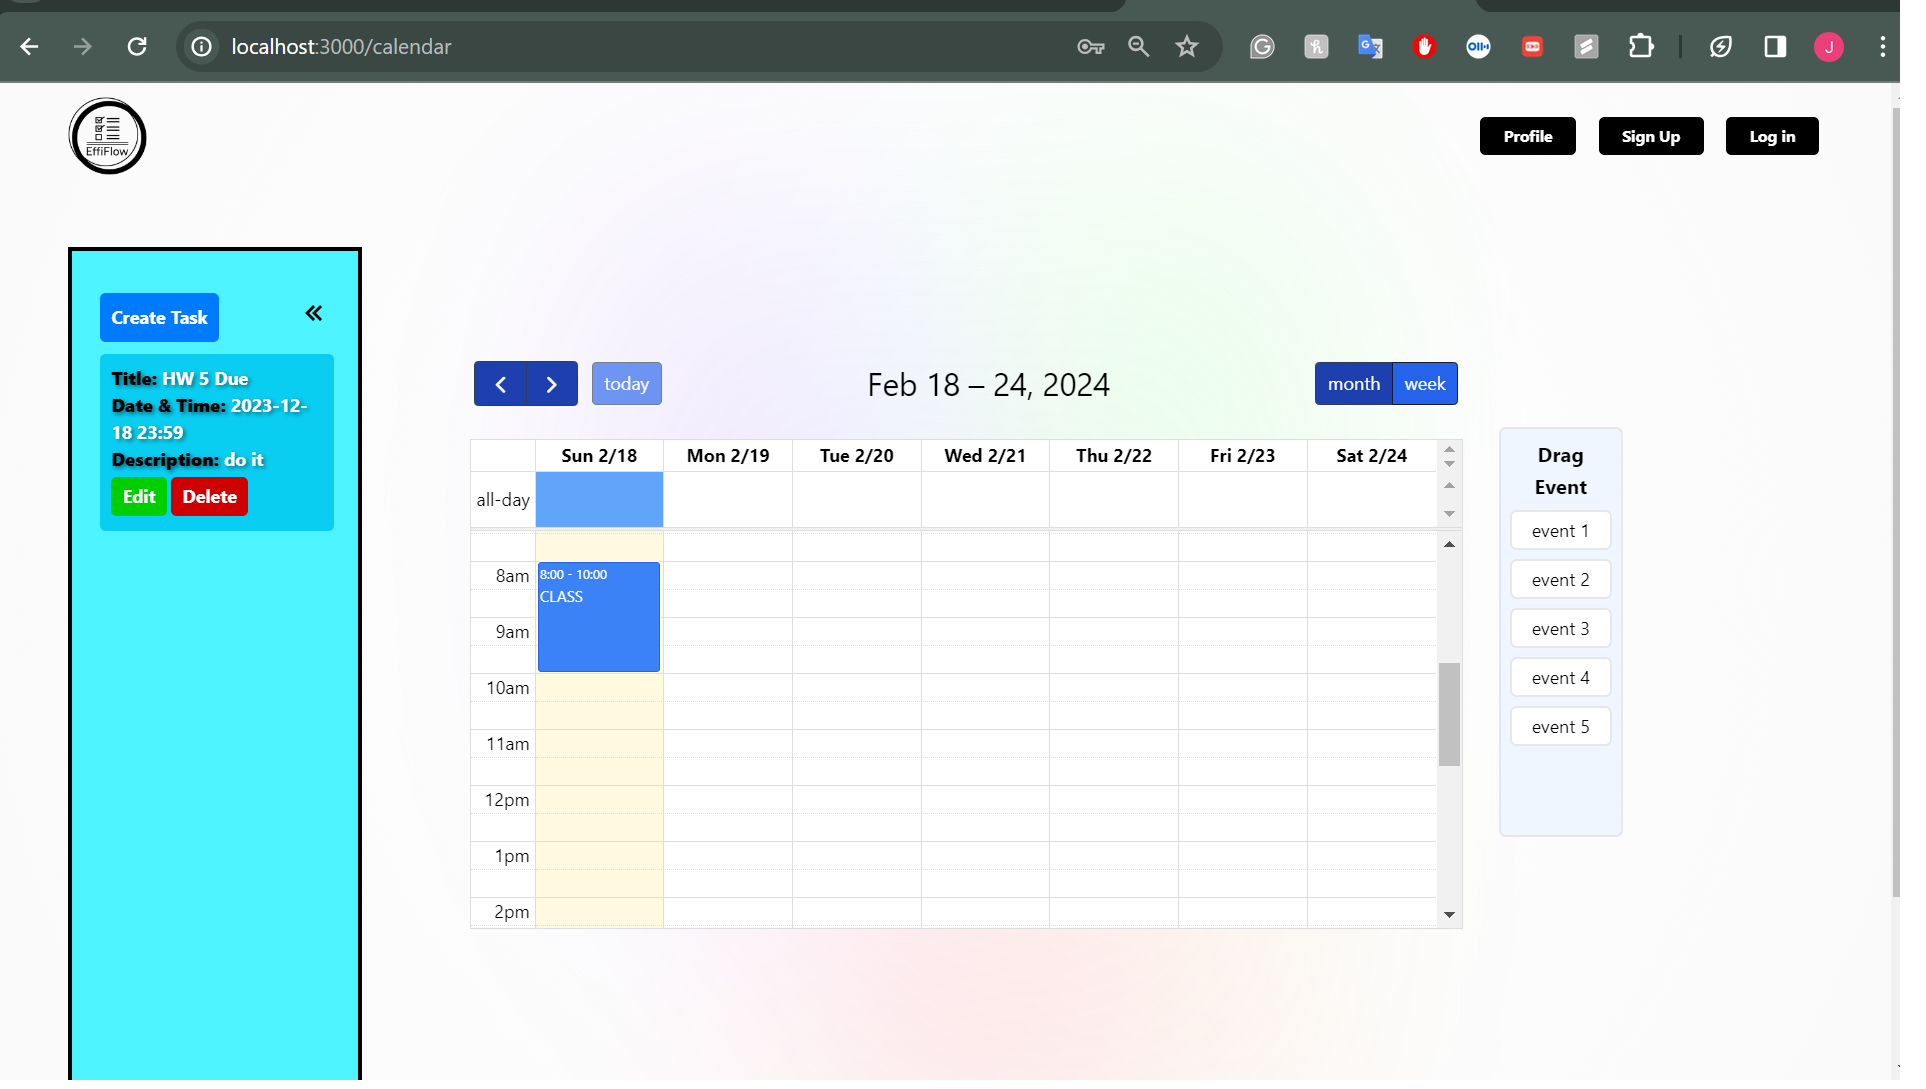 localhost:3000/calendar
J
EffiFlow
Profile
Sign Up
Log in
Create Task
Title: HW 5 Due
Date & Time: 2023-12-
18 23:59
Description: do it
Edit
Delete
today
Feb 18 – 24, 2024
month
week
Sun 2/18
Mon 2/19
Tue 2/20
Wed 2/21
Thu 2/22
Fri 2/23
Sat 2/24
all-day
8am
8:00 - 10:00
CLASS
9am
10am
11am
12pm
1pm
2pm
Drag
Event
event 1
event 2
event 3
event 4
event 5